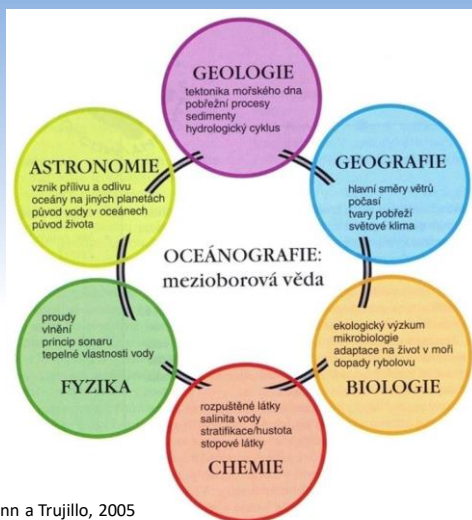 GEOLOGIE
tektonika mořského dna
pobřežní procesy
sedimenty
hydrologický cyklus
ASTRONOMIE
vznik přílivu a odlivu
oceány na jiných planetách
původ vody v oceánech
původ života
GEOGRAFIE
hlavní směry větrů
počasí
tvary pobřeží
světové klima
OCEÁNOGRAFIE:
mezioborová věda
proudy
vlnění
princip sonaru
tepelné vlastnosti vody
FYZIKA
ekologický výzkum
mikrobiologie
adaptace na život v moři
dopady rybolovu
BIOLOGIE
rozpuštěné látky
salinita vody
stratifikace/hustota
stopové látky
CHEMIE
nn a Trujillo, 2005